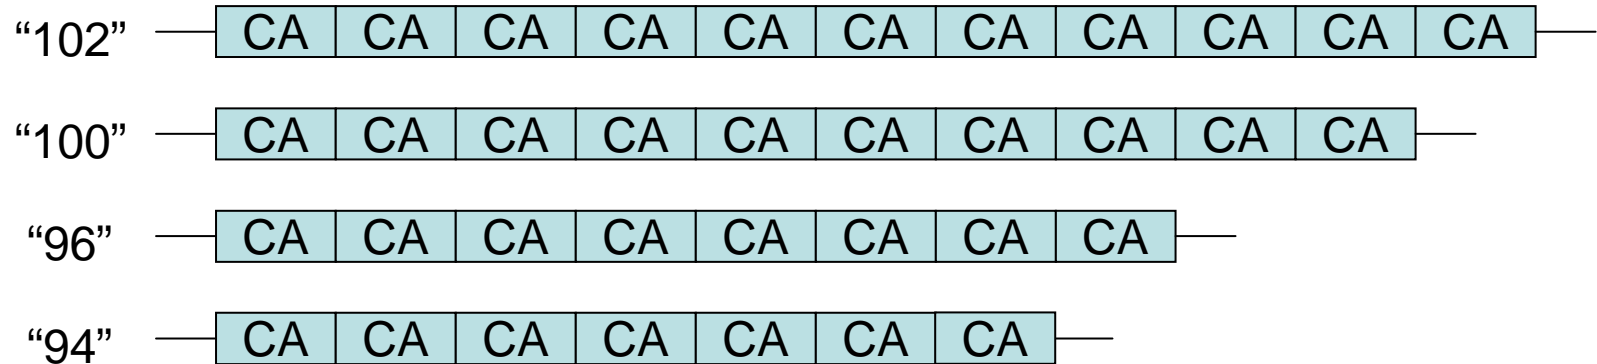 “102” CA CA CA CA CA CA CA CA CA CA CA
“100” CA CA CA CA CA CA CA CA CA CA
“96” CA CA CA CA CA CA CA CA
“94” CA CA CA CA CA CA CA